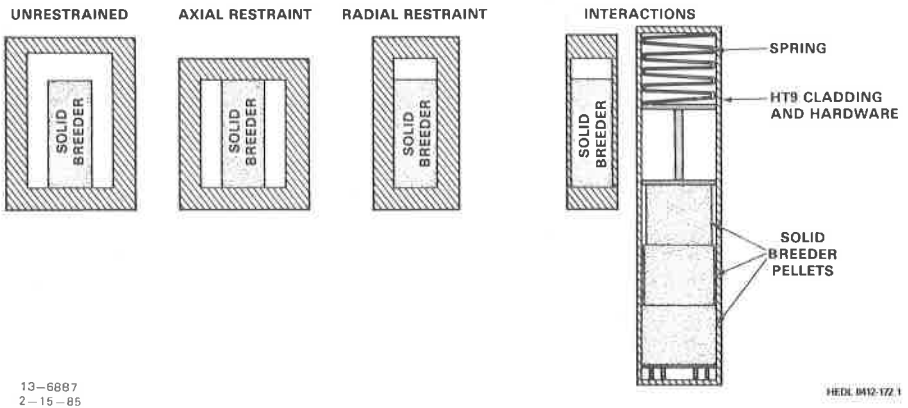 UNRESTRAINED
AXIAL RESTRAINT
RADIAL RESTRAINT
INTERACTIONS
SOLID
BREEDER
SOLID
BREEDER
SOLID
BREEDER
SOLID
BREEDER
SPRING
HT9 CLADDING
AND HARDWARE
SOLID
BREEDER
PELLETS
13-6887
2-15-85
HEDL 8412-172.1